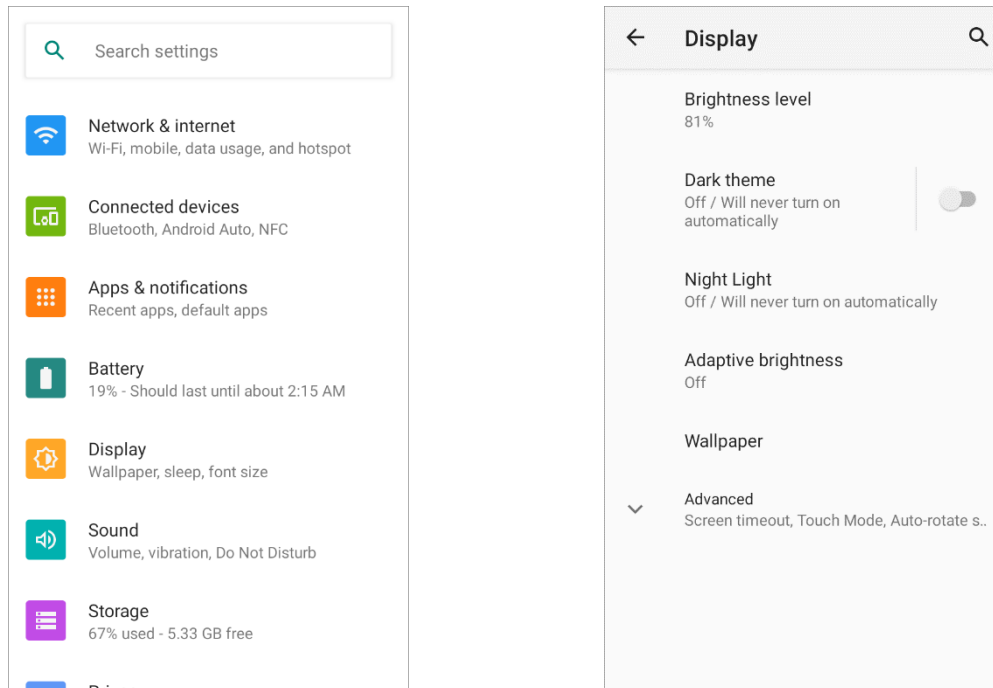 Search settings
Network & internet
Wi-Fi, mobile, data usage, and hotspot
Connected devices
Bluetooth, Android Auto, NFC
Apps & notifications
Recent apps, default apps
Battery
19% - Should last until about 2:15 AM
Display
Wallpaper, sleep, font size
Sound
Volume, vibration, Do Not Disturb
Storage
67% used - 5.33 GB free
Display
Brightness level
81%
Dark theme
Off / Will never turn on
automatically
Night Light
Off / Will never turn on automatically
Adaptive brightness
Off
Wallpaper
Advanced
Screen timeout, Touch Mode, Auto-rotate s..